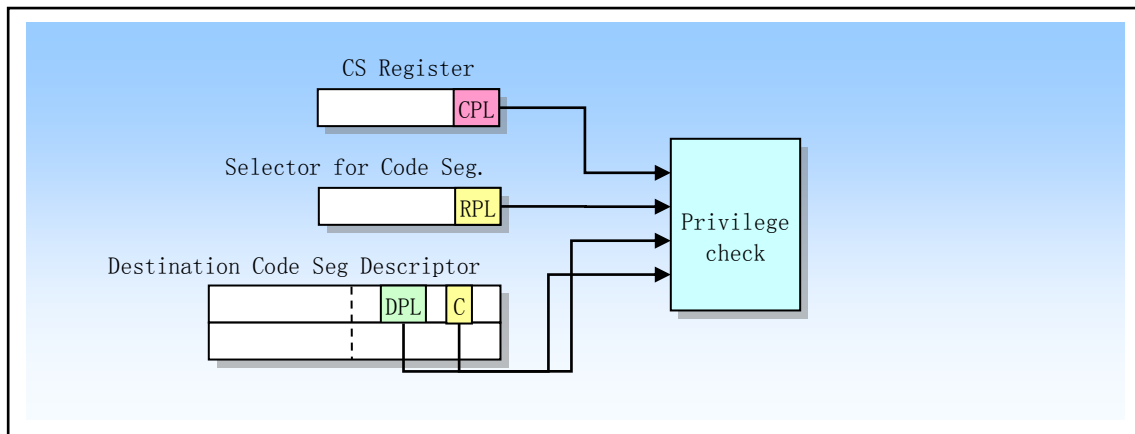 CS Register
CPL
Selector for Code Seg.
RPL
Privilege
check
Destination Code Seg Descriptor
DPL
C